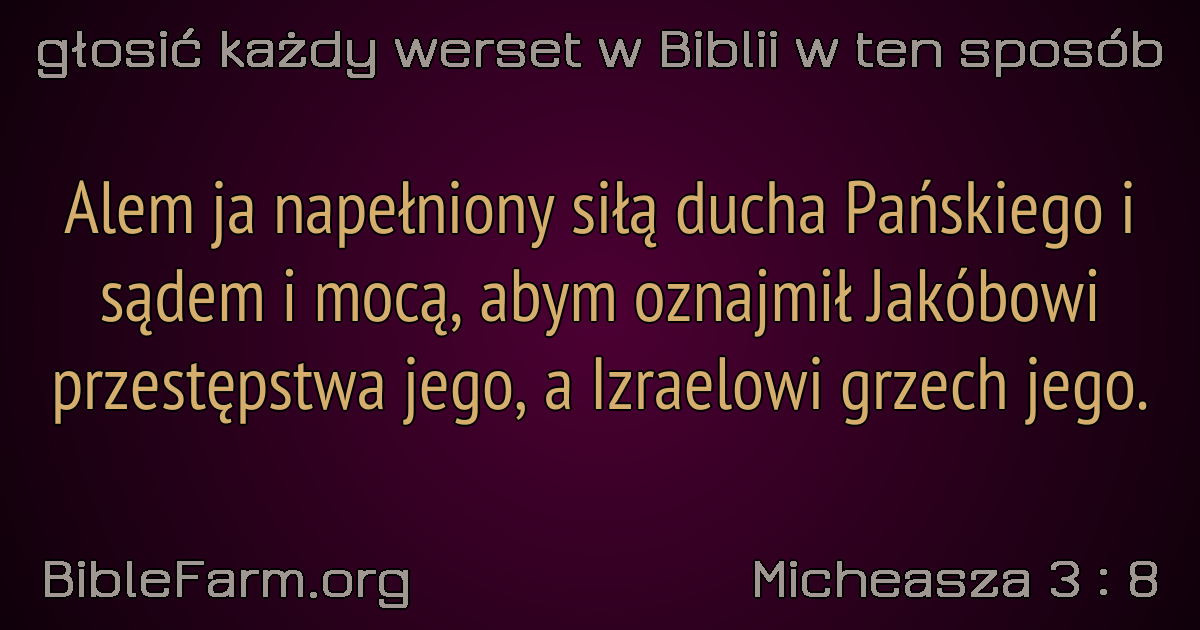 głosić każdy werset w Biblii w ten sposób
Alem ja napełniony siłą ducha Pańskiego i
sądem i mocą, abym oznajmił Jakóbowi
przestępstwa jego, a Izraelowi grzech jego.
BibleFarm.org
Micheasza 3 : 8